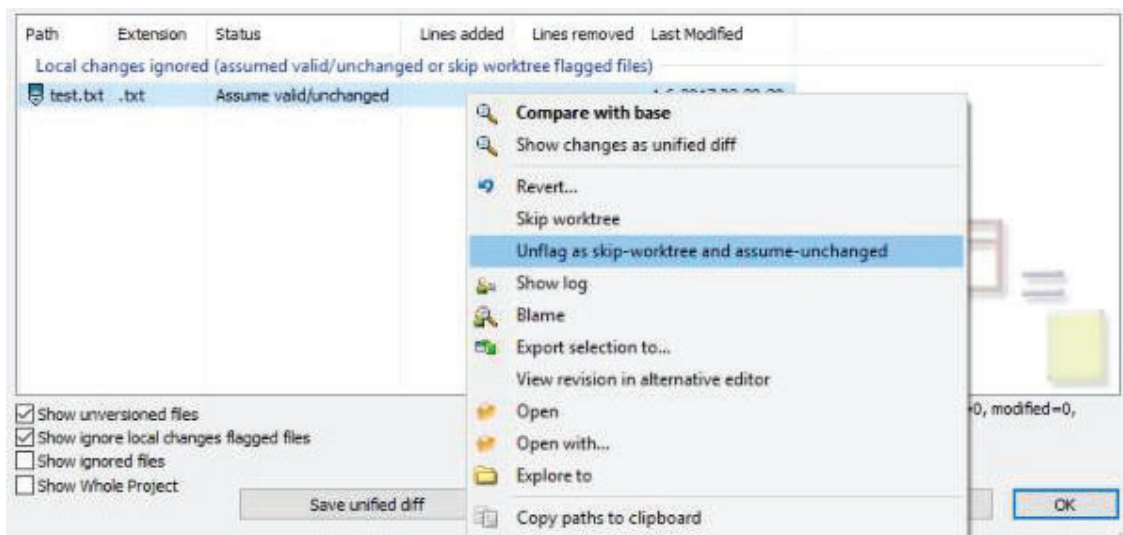 Path Extension Status Lines added Lines removed Last Modified
Local changes ignored (assumed valid/unchanged or skip worktree flagged files)
test.txt .txt Assume valid/unchanged
Compare with base
Show changes as unified diff
Revert...
Skip worktree
Unflag as skip-worktree and assume-unchanged
Show log
Blame
Export selection to...
View revision in alternative editor
Open
Open with...
Explore to
Copy paths to clipboard
Show unversioned files
Show ignore local changes flagged files
Show ignored files
Show Whole Project
=0, modified=0,
Save unified diff
OK